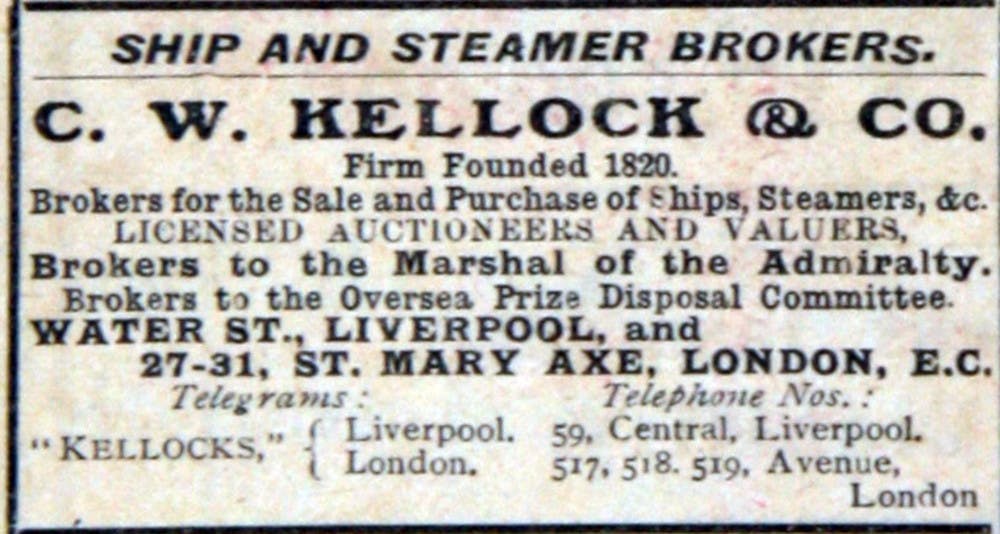 SHIP AND STEAMER BROKERS.
C. W. KELLOCK & CO.
Firm Founded 1820.
Brokers for the Sale and Purchase of Ships, Steamers, &c.
LICENSED AUCTIONEERS AND VALUERS,
Brokers to the Marshal of the Admiralty.
Brokers to the Oversea Prize Disposal Committee.
WATER ST., LIVERPOOL, and
27-31, ST. MARY AXE, LONDON, E.C.
Telegrams: Telephone Nos.:
"KELLOCKS," { Liverpool. 59, Central, Liverpool.
London. 517, 518. 519, Avenue,
London